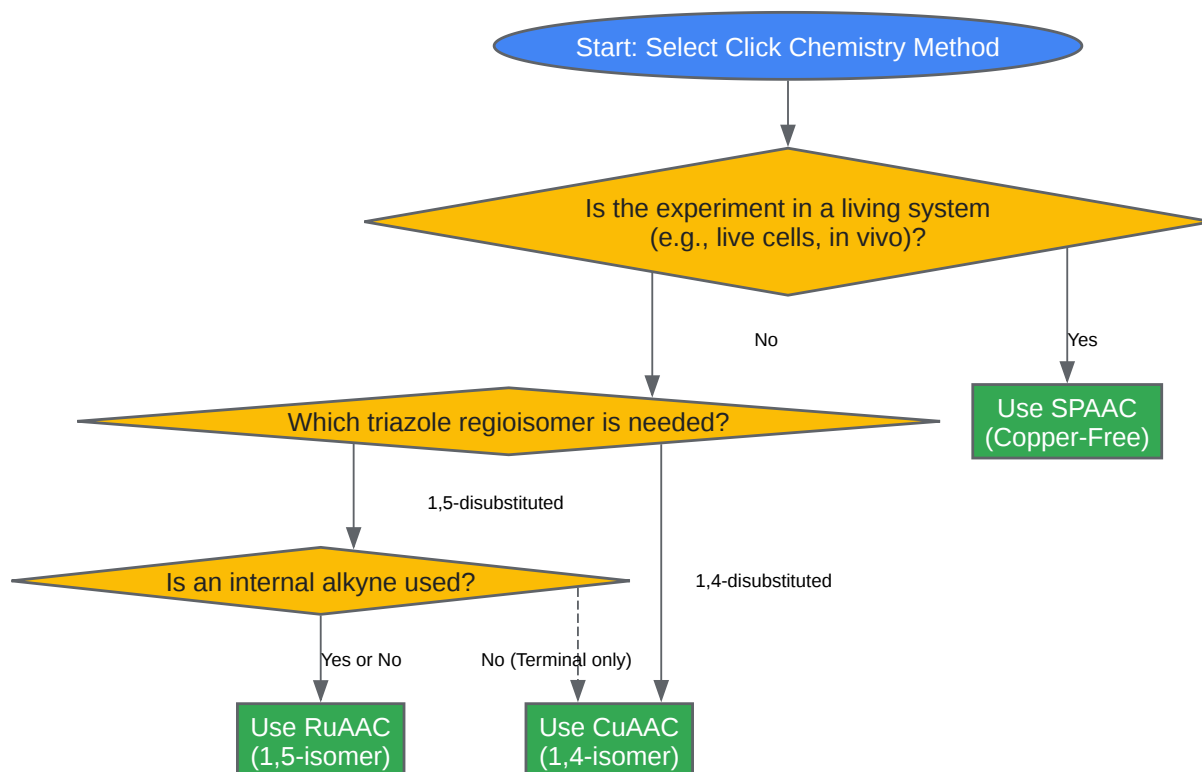 Start: Select Click Chemistry Method
Is the experiment in a living system
(e.g., live cells, in vivo)?
No
Yes
Which triazole regioisomer is needed?
Use SPAAC
(Copper-Free)
1,5-disubstituted
Is an internal alkyne used?
1,4-disubstituted
Yes or No
No (Terminal only)
Use RuAAC
(1,5-isomer)
Use CuAAC
(1,4-isomer)